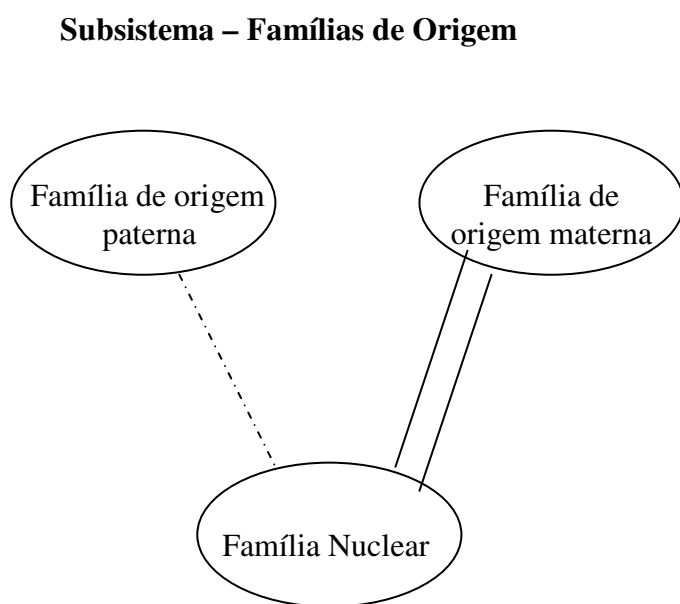 Subsistema – Famílias de Origem
Família de origem
paterna
Família de
origem materna
Família Nuclear